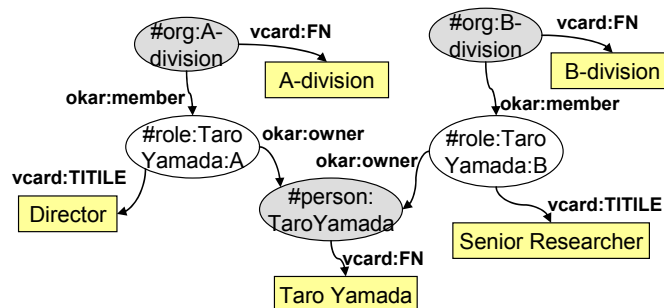 #org:A-
division
vcard:FN
A-division
okar:member
#role:Taro
Yamada:A
okar:owner
vcard:TITILE
Director
#org:B-
division
vcard:FN
B-division
okar:member
#role:Taro
Yamada:B
okar:owner
vcard:TITILE
Senior Researcher
#person:
TaroYamada
vcard:FN
Taro Yamada